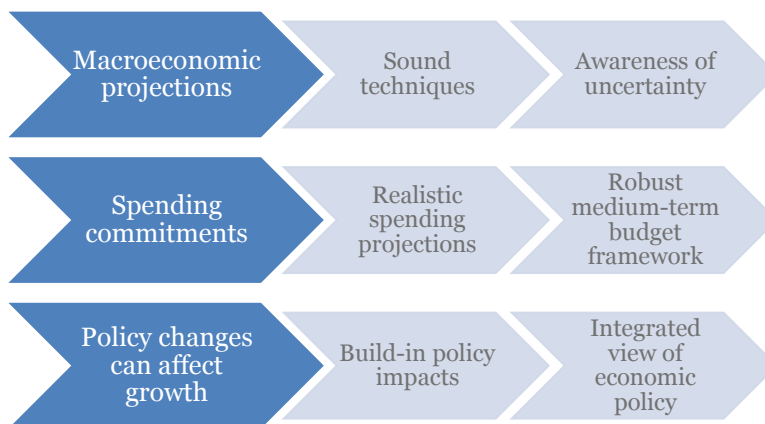 Macroeconomic
projections
Sound
techniques
Awareness of
uncertainty
Spending
commitments
Realistic
spending
projections
Robust
medium-term
budget
framework
Policy changes
can affect
growth
Build-in policy
impacts
Integrated
view of
economic
policy